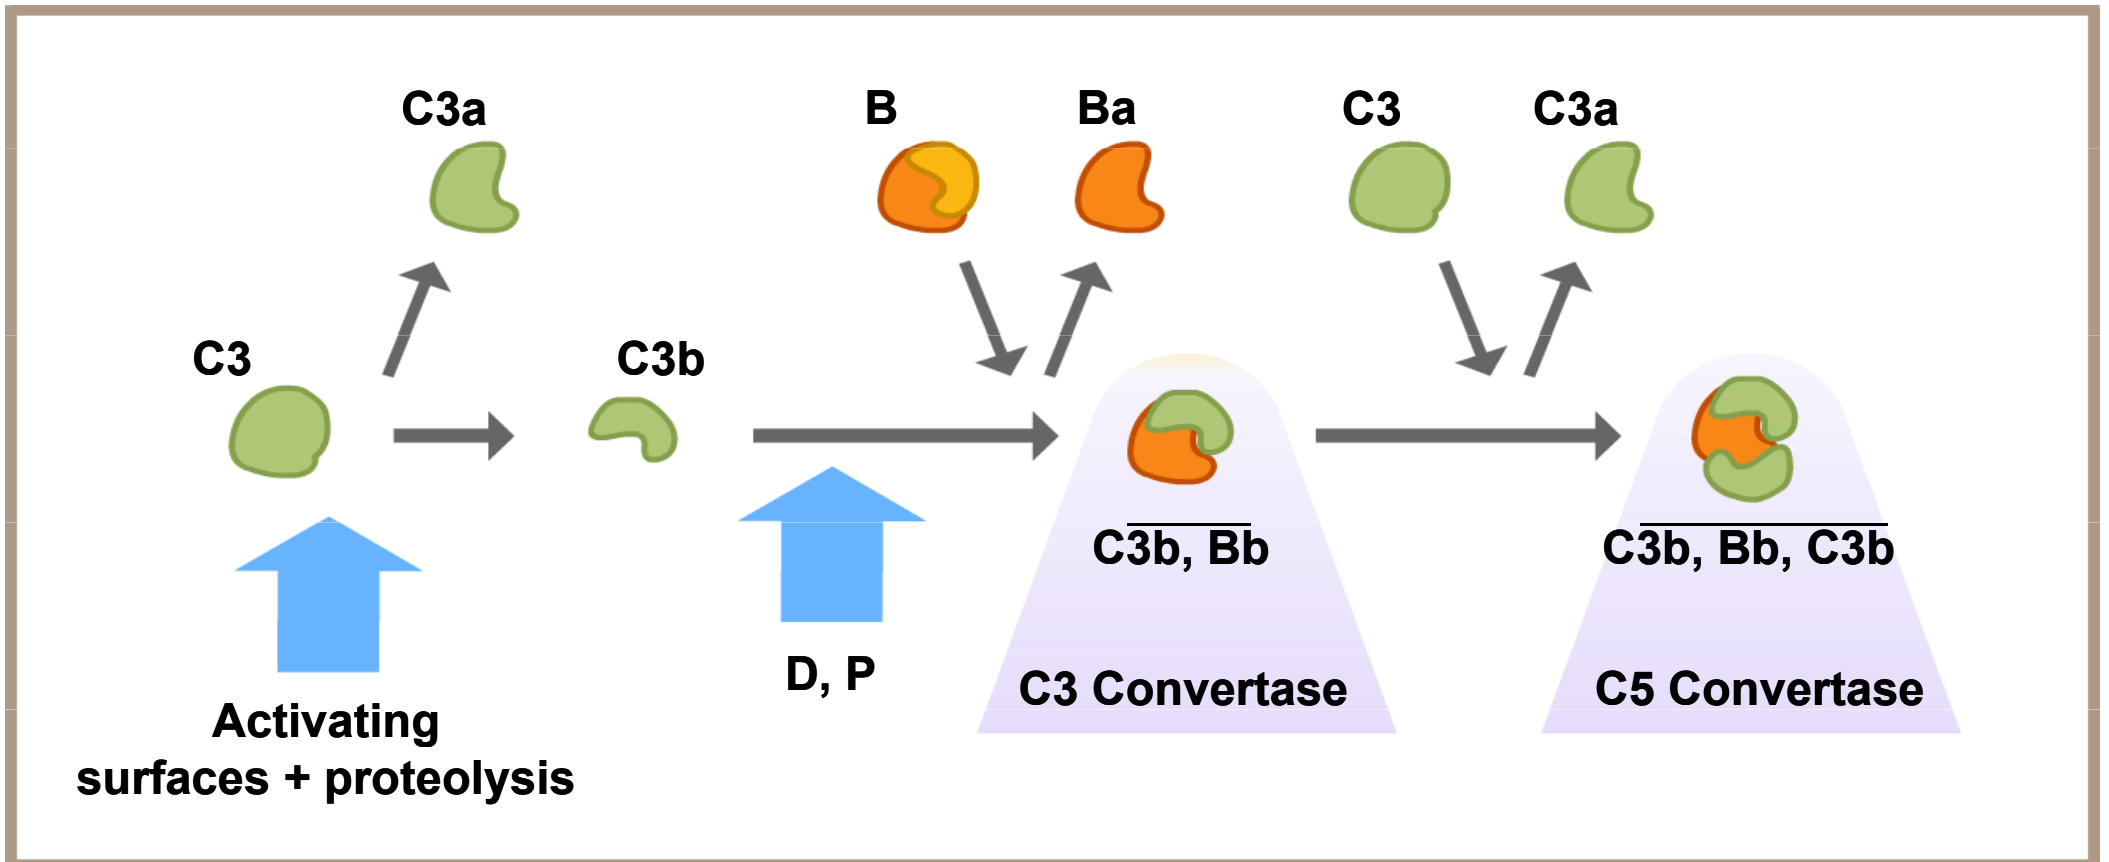 C3a
B
Ba
C3
C3a
C3
C3b
C3b, Bb
C3b, Bb, C3b
D, P
C3 Convertase
C5 Convertase
Activating
surfaces + proteolysis